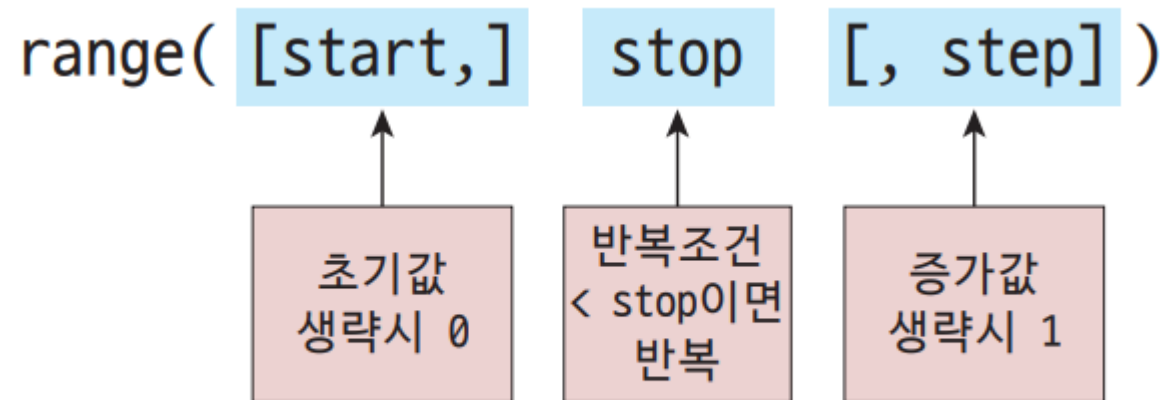 range( [start,] stop [, step] )
초기값
생략시 0
반복조건
< stop이면
반복
증가값
생략시 1